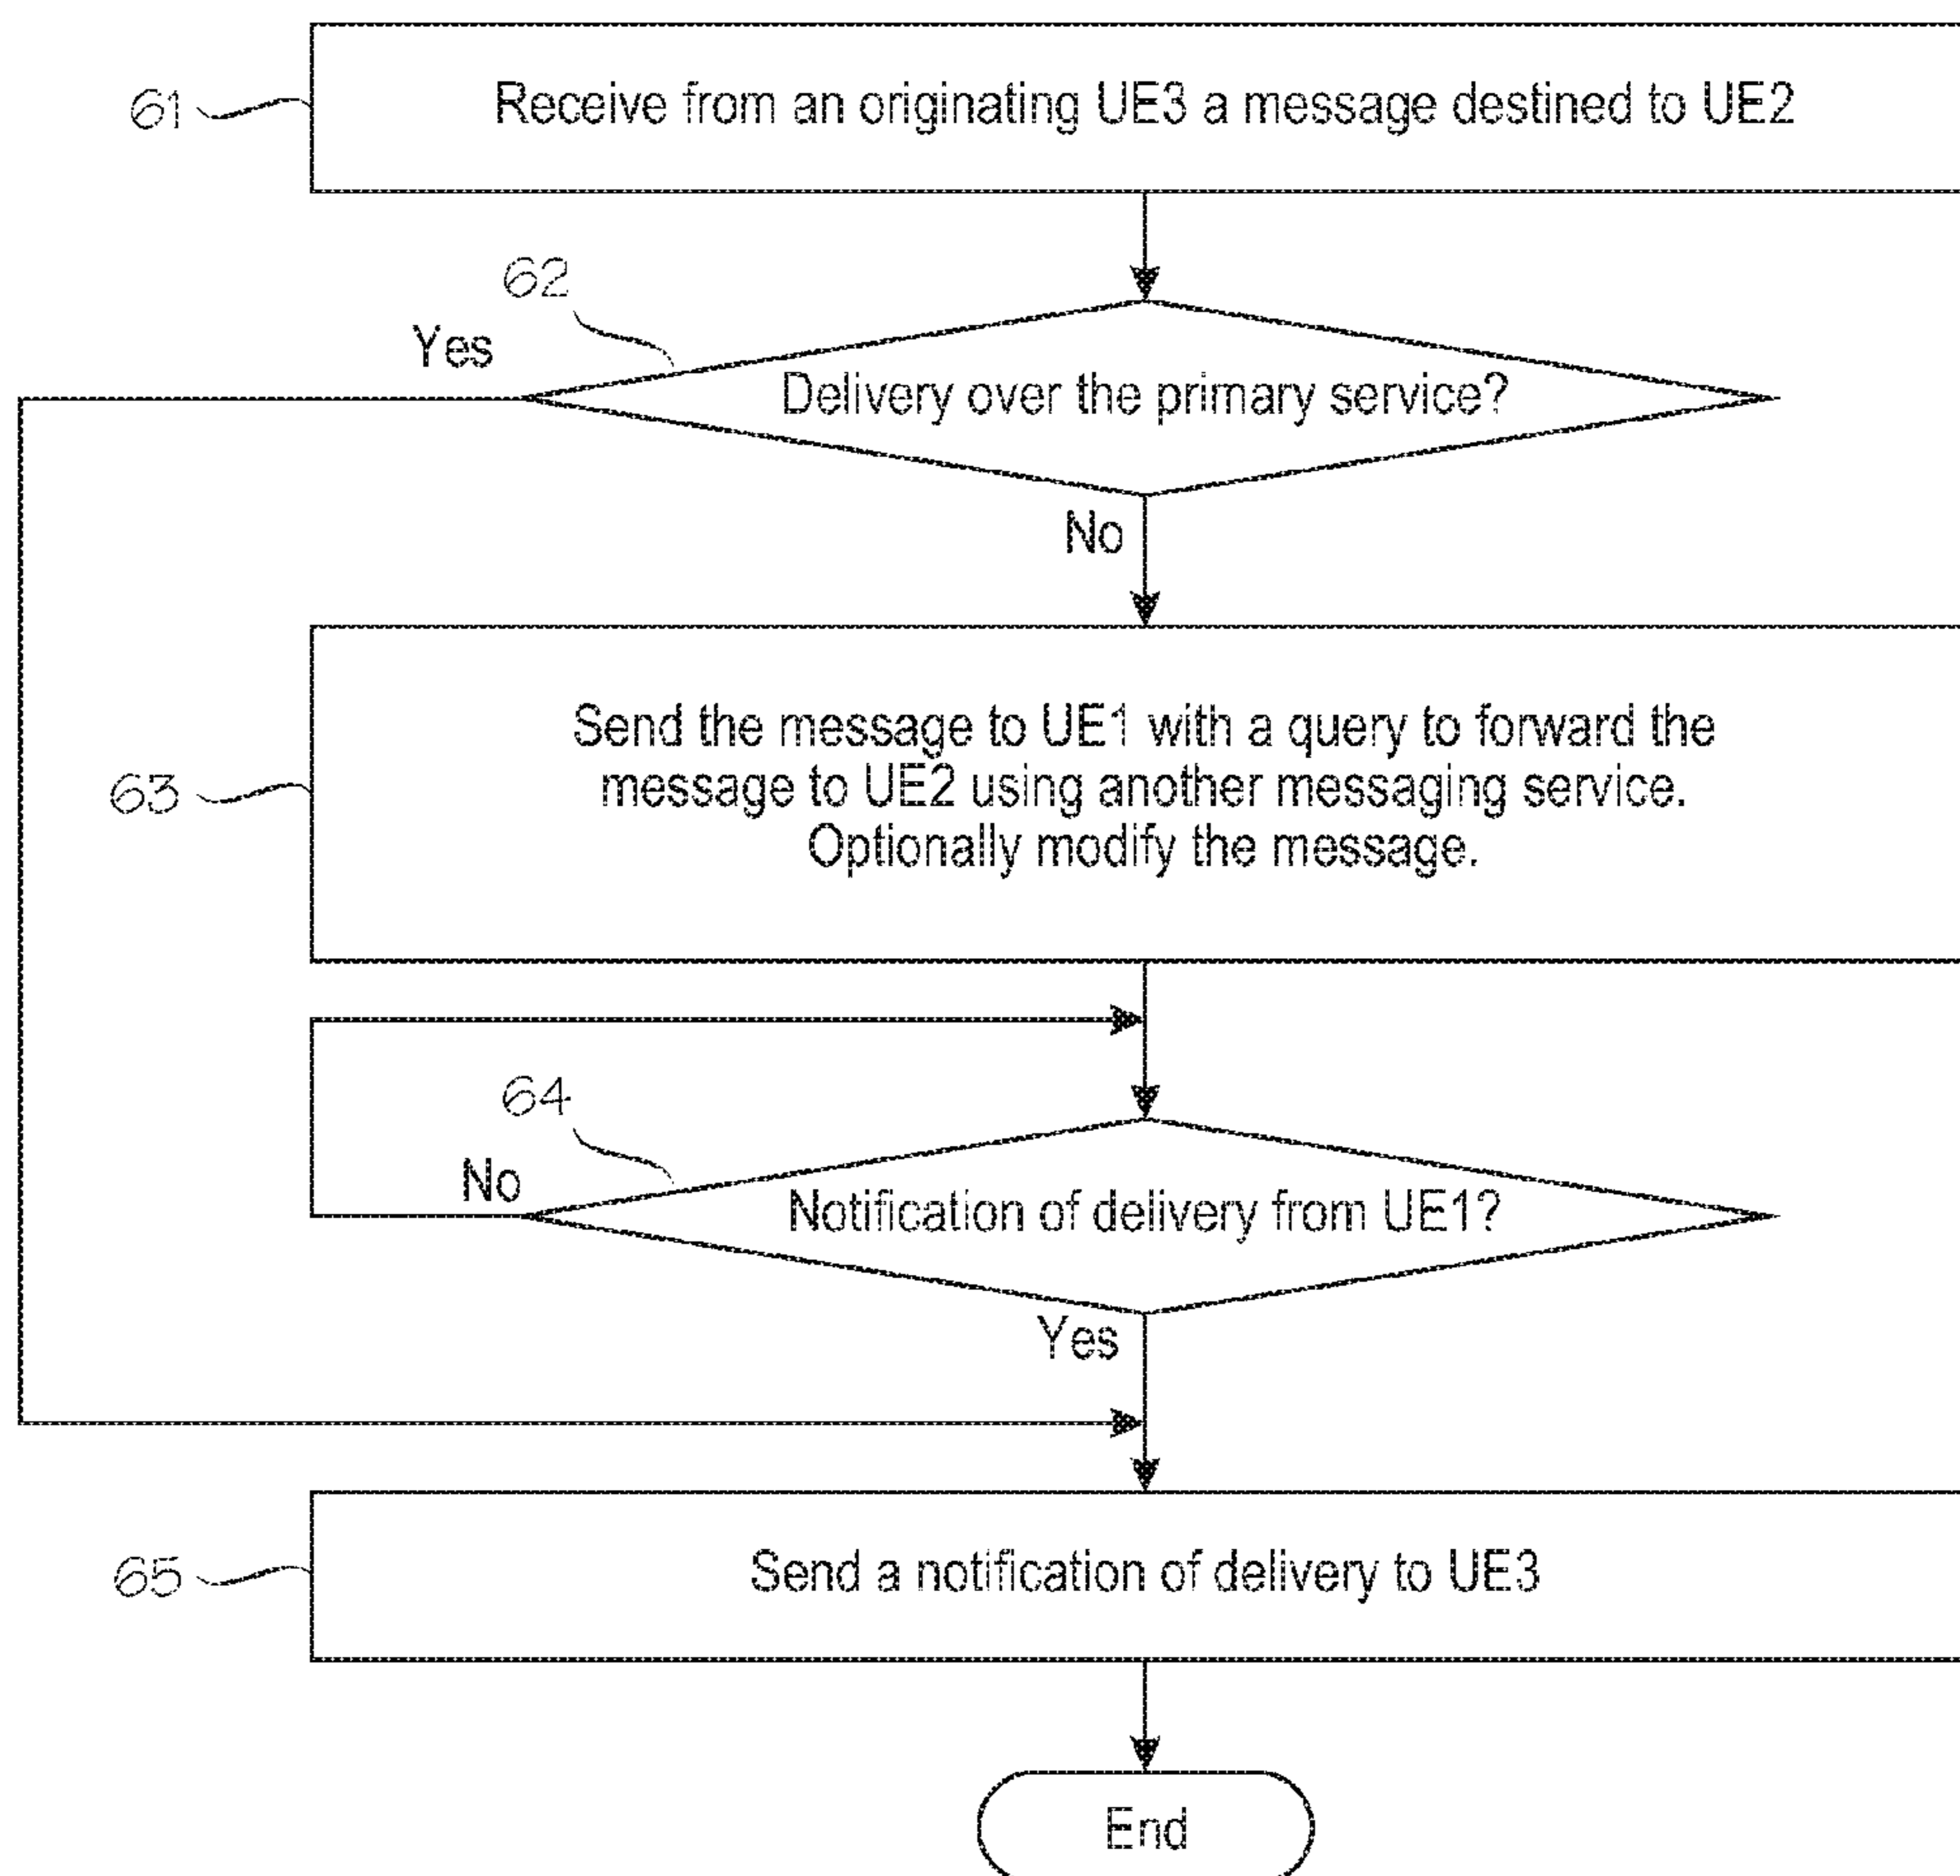 61
Receive from an originating UE3 a message destined to UE2
62
Yes
Delivery over the primary service?
No
63
Send the message to UE1 with a query to forward the
message to UE2 using another messaging service.
Optionally modify the message.
64
No
Notification of delivery from UE1?
Yes
65
Send a notification of delivery to UE3
End